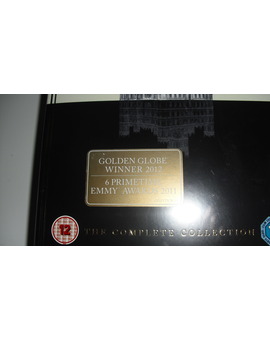 GOLDEN GLOBE
WINNER 2012
6 PRIMETIME
EMMY AWARDS 2011
12
THE COMPLETE COLLECTION